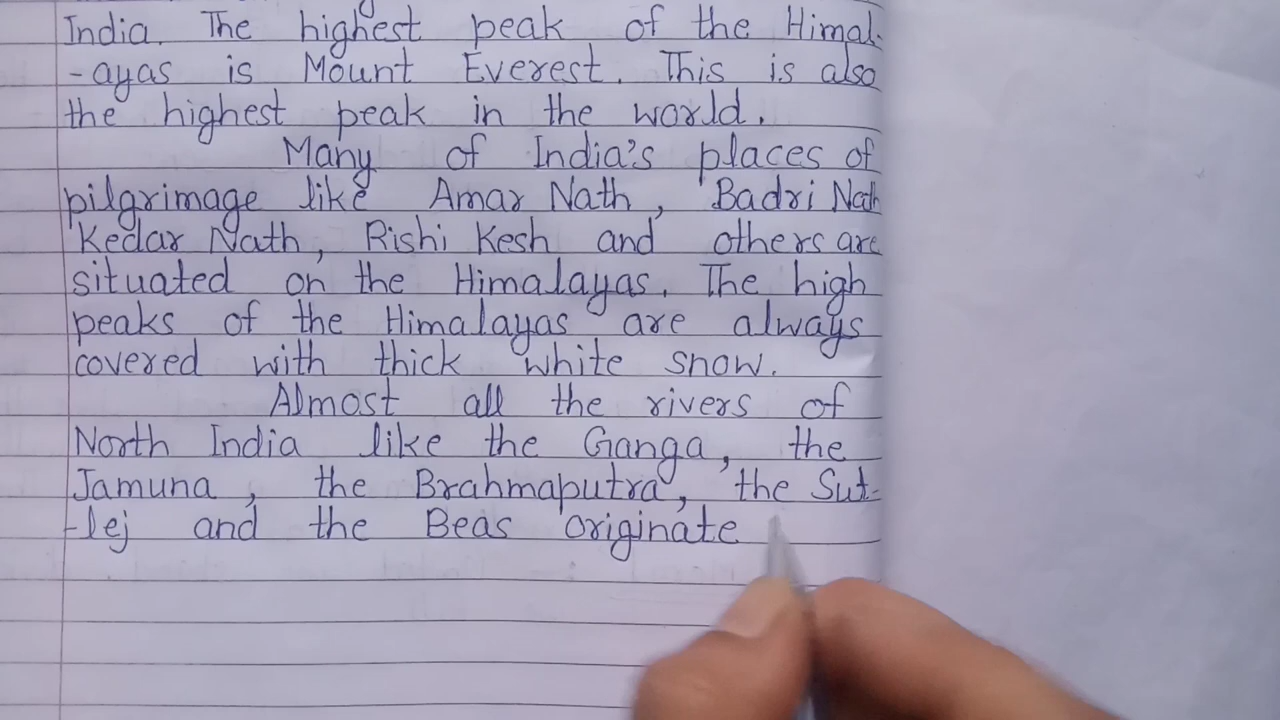 India. The highest peak of the Himal-
-ayas is Mount Everest. This is also
the highest peak in the world.
Many of India's places of
pilgrimage like Amar Nath, Badri Nath
Kedar Nath, Rishi Kesh and others are
situated on the Himalayas. The high
peaks of the Himalayas are always
covered with thick white snow.
Almost all the rivers of
North India like the Ganga, the
Jamuna, the Brahmaputra, the Sut-
-lej and the Beas originate